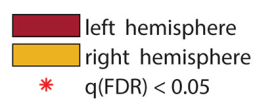 left hemisphere
right hemisphere
* q(FDR) < 0.05